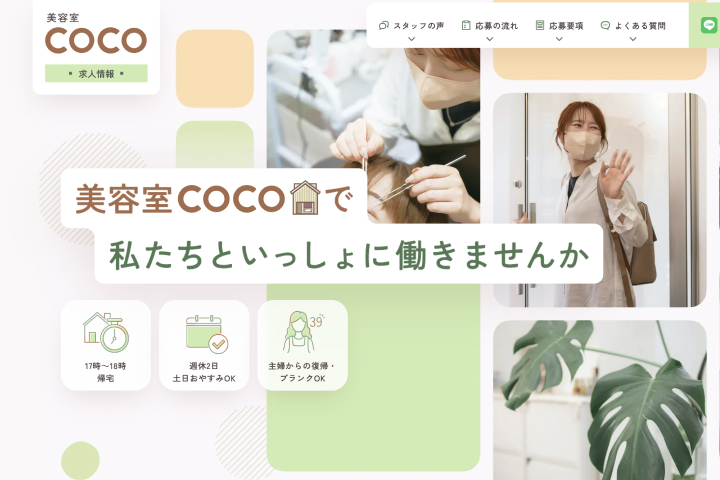 美容室
COCO
求人情報
スタッフの声
応募の流れ
応募要項
よくある質問
美容室COCOで
私たちといっしょに働きませんか
17時〜18時
帰宅
週休2日
土日おやすみOK
39
主婦からの復帰・
ブランクOK